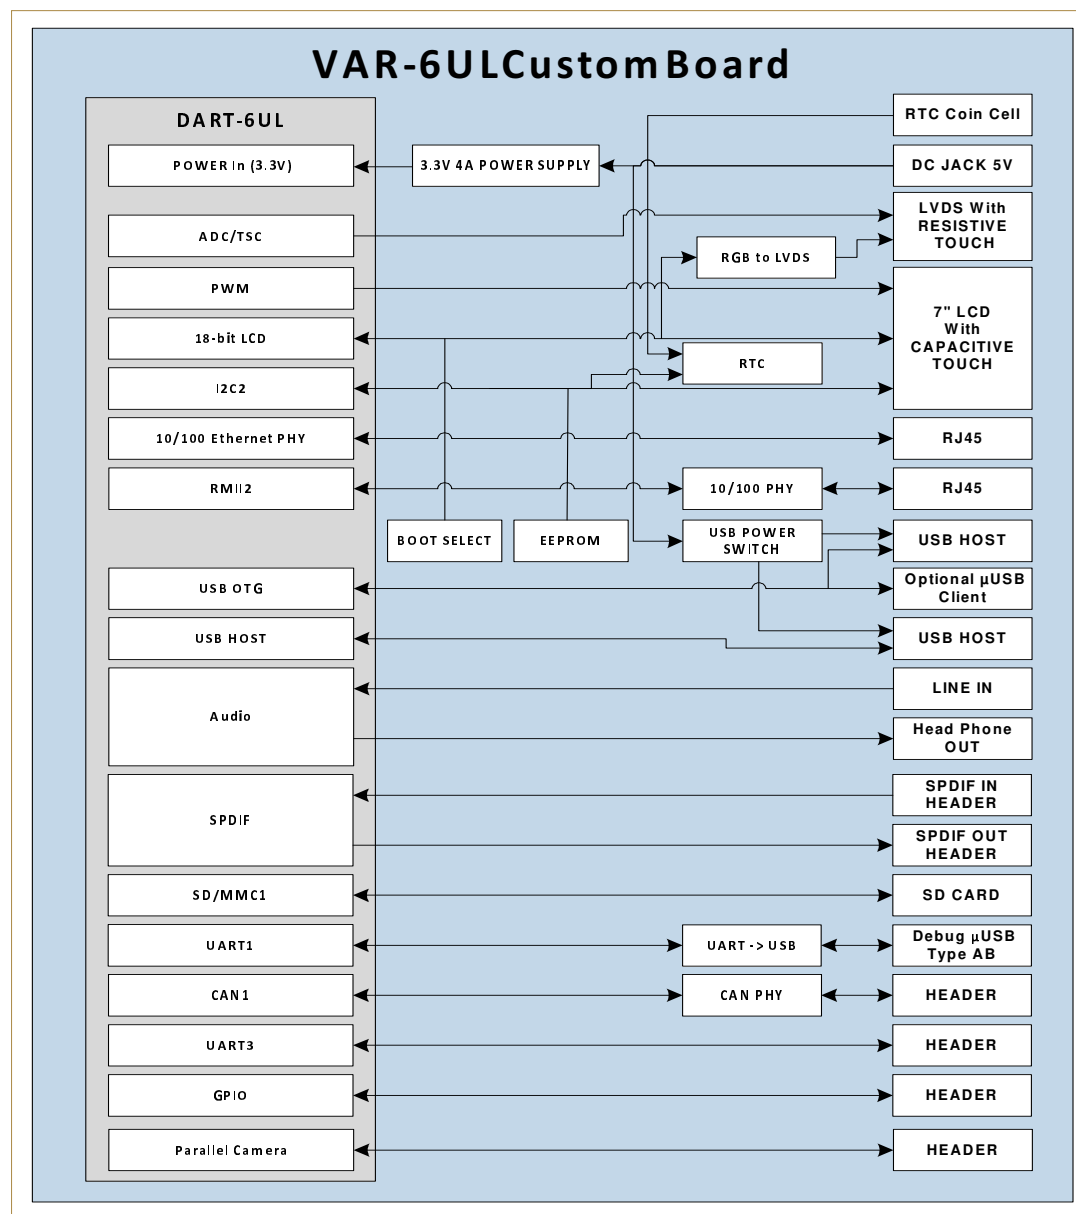 VAR-6ULCustomBoard
DART-6UL
RTC Coin Cell
POWER In (3.3V)
3.3V 4A POWER SUPPLY
DC JACK 5V
ADC/TSC
LVDS With
RESISTIVE
TOUCH
RGB to LVDS
PWM
7" LCD
With
CAPACITIVE
TOUCH
18-bit LCD
RTC
I2C2
10/100 Ethernet PHY
RJ45
RMII2
10/100 PHY
RJ45
BOOT SELECT
EEPROM
USB POWER
SWITCH
USB HOST
USB OTG
Optional µUSB
Client
USB HOST
USB HOST
Audio
LINE IN
Head Phone
OUT
SPDIF
SPDIF IN
HEADER
SPDIF OUT
HEADER
SD/MMC1
SD CARD
UART1
UART -> USB
Debug µUSB
Type AB
CAN1
CAN PHY
HEADER
UART3
HEADER
GPIO
HEADER
Parallel Camera
HEADER